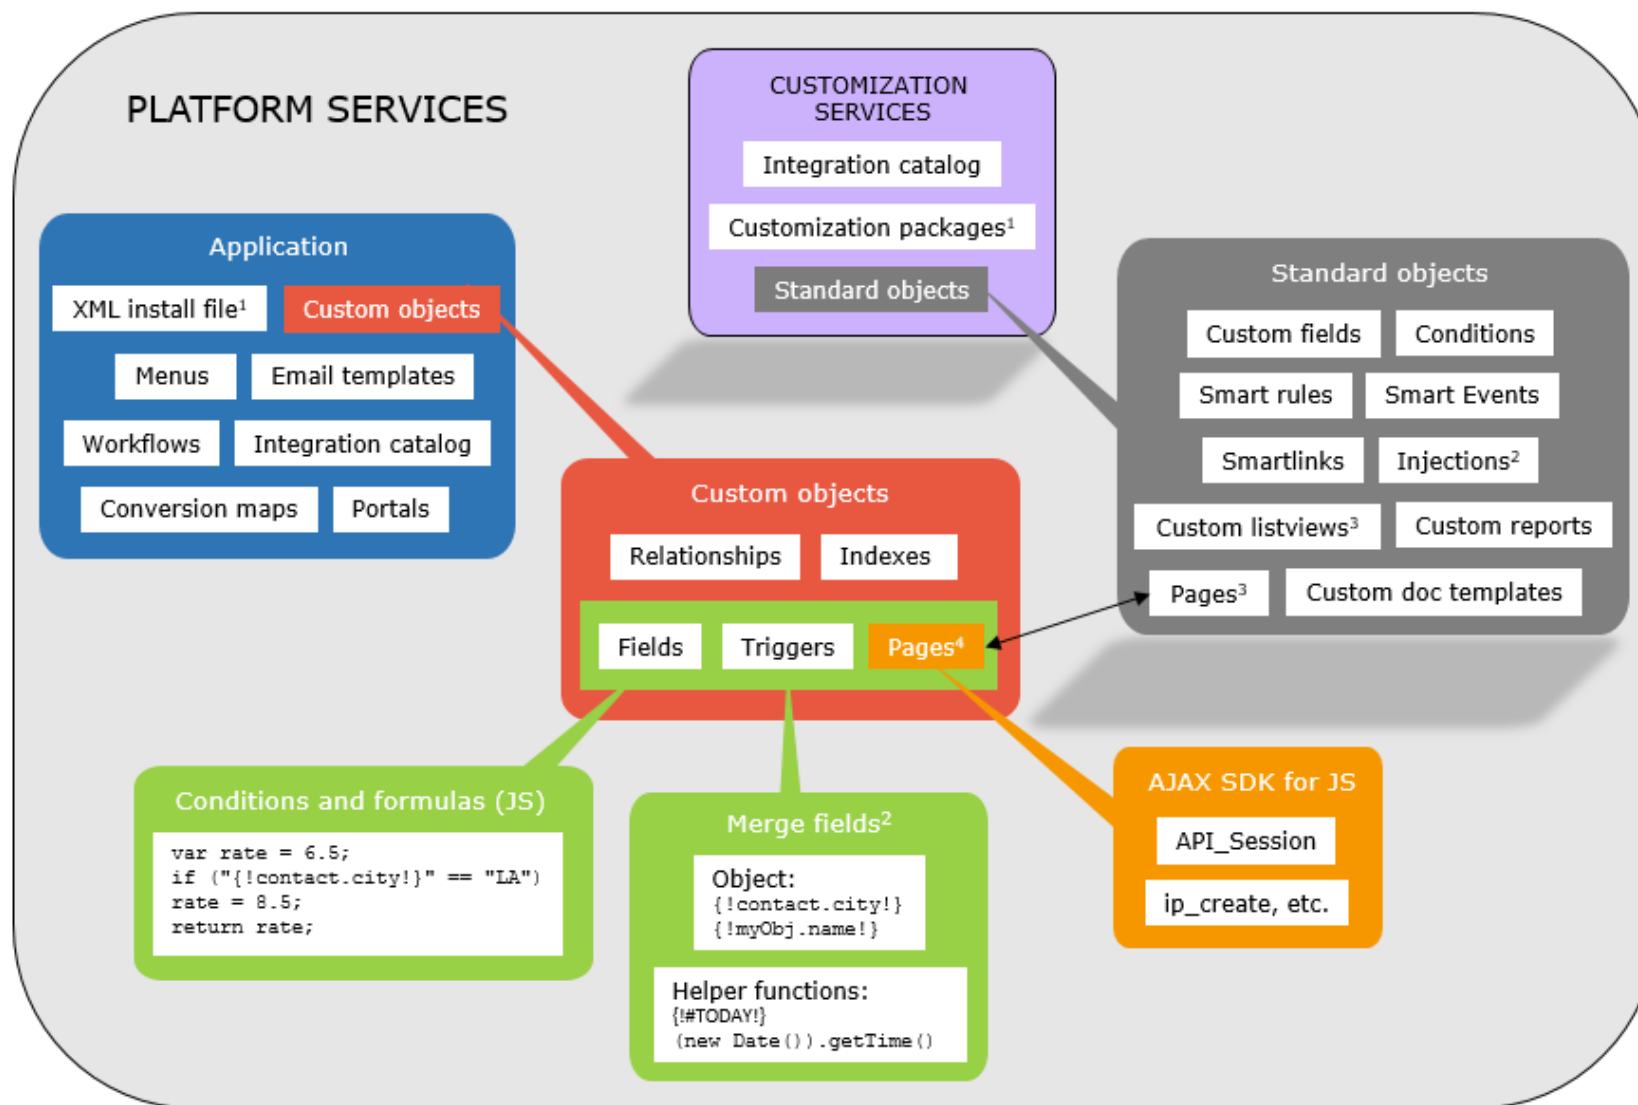 PLATFORM SERVICES
CUSTOMIZATION
SERVICES
Integration catalog
Customization packages¹
Standard objects
Application
XML install file¹
Custom objects
Menus
Email templates
Workflows
Integration catalog
Conversion maps
Portals
Standard objects
Custom fields
Conditions
Smart rules
Smart Events
Smartlinks
Injections²
Custom listviews³
Custom reports
Pages³
Custom doc templates
Custom objects
Relationships
Indexes
Fields
Triggers
Pages⁴
Conditions and formulas (JS)
var rate = 6.5;
if ("{!contact.city!}" == "LA")
rate = 8.5;
return rate;
Merge fields²
Object:
{!contact.city!}
{!myObj.name!}
Helper functions:
{!#TODAY!}
(new Date()).getTime()
AJAX SDK for JS
API_Session
ip_create, etc.